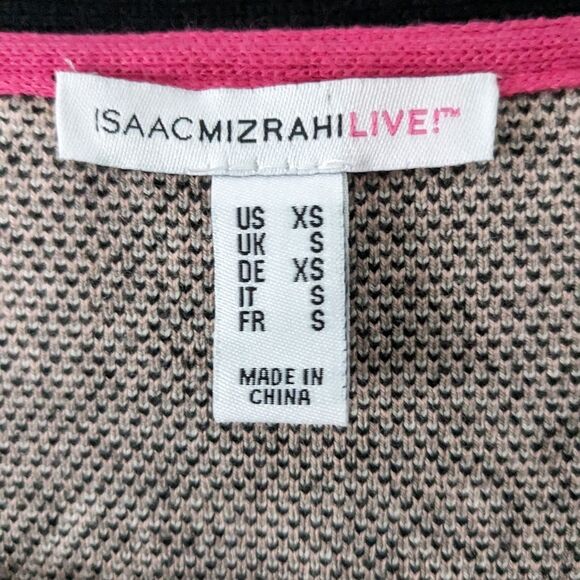 ISAACMIZRAHILIVE!™
US XS
UK S
DE XS
IT S
FR S
MADE IN
CHINA